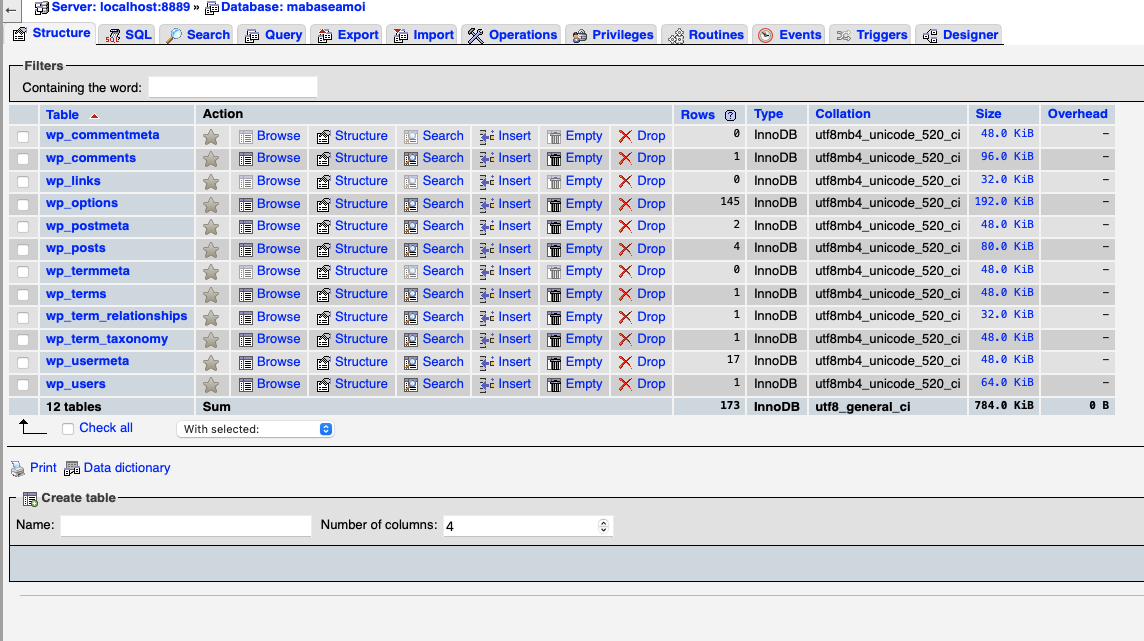 ← Server: localhost:8889 » Database: mabaseamoi
Structure SQL Search Query Export Import Operations Privileges Routines Events Triggers Designer
Filters
Containing the word:
Table Action Rows Type Collation Size Overhead
wp_commentmeta Browse Structure Search Insert Empty Drop 0 InnoDB utf8mb4_unicode_520_ci 48.0 KiB –
wp_comments Browse Structure Search Insert Empty Drop 1 InnoDB utf8mb4_unicode_520_ci 96.0 KiB –
wp_links Browse Structure Search Insert Empty Drop 0 InnoDB utf8mb4_unicode_520_ci 32.0 KiB –
wp_options Browse Structure Search Insert Empty Drop 145 InnoDB utf8mb4_unicode_520_ci 192.0 KiB –
wp_postmeta Browse Structure Search Insert Empty Drop 2 InnoDB utf8mb4_unicode_520_ci 48.0 KiB –
wp_posts Browse Structure Search Insert Empty Drop 4 InnoDB utf8mb4_unicode_520_ci 80.0 KiB –
wp_termmeta Browse Structure Search Insert Empty Drop 0 InnoDB utf8mb4_unicode_520_ci 48.0 KiB –
wp_terms Browse Structure Search Insert Empty Drop 1 InnoDB utf8mb4_unicode_520_ci 48.0 KiB –
wp_term_relationships Browse Structure Search Insert Empty Drop 1 InnoDB utf8mb4_unicode_520_ci 32.0 KiB –
wp_term_taxonomy Browse Structure Search Insert Empty Drop 1 InnoDB utf8mb4_unicode_520_ci 48.0 KiB –
wp_usermeta Browse Structure Search Insert Empty Drop 17 InnoDB utf8mb4_unicode_520_ci 48.0 KiB –
wp_users Browse Structure Search Insert Empty Drop 1 InnoDB utf8mb4_unicode_520_ci 64.0 KiB –
12 tables Sum 173 InnoDB utf8_general_ci 784.0 KiB 0 B
Check all With selected:
Print Data dictionary
Create table
Name: Number of columns: 4